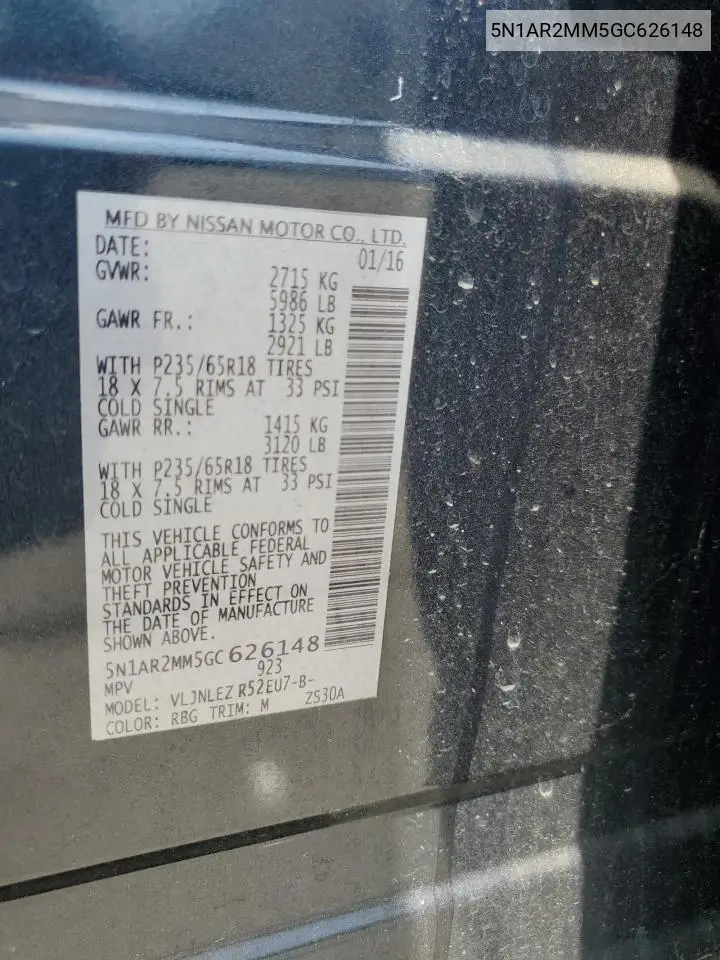 5N1AR2MM5GC626148
MFD BY NISSAN MOTOR CO., LTD.
DATE: 01/16
GVWR: 2715 KG
5986 LB
GAWR FR.: 1325 KG
2921 LB
WITH P235/65R18 TIRES
18 X 7.5 RIMS AT 33 PSI
COLD SINGLE
GAWR RR.: 1415 KG
3120 LB
WITH P235/65R18 TIRES
18 X 7.5 RIMS AT 33 PSI
COLD SINGLE
THIS VEHICLE CONFORMS TO
ALL APPLICABLE FEDERAL
MOTOR VEHICLE SAFETY AND
THEFT PREVENTION
STANDARDS IN EFFECT ON
THE DATE OF MANUFACTURE
SHOWN ABOVE.
5N1AR2MM5GC626148
MPV 923
MODEL: VLJNLEZ R52EU7-B-
COLOR: RBG TRIM: M ZS30A